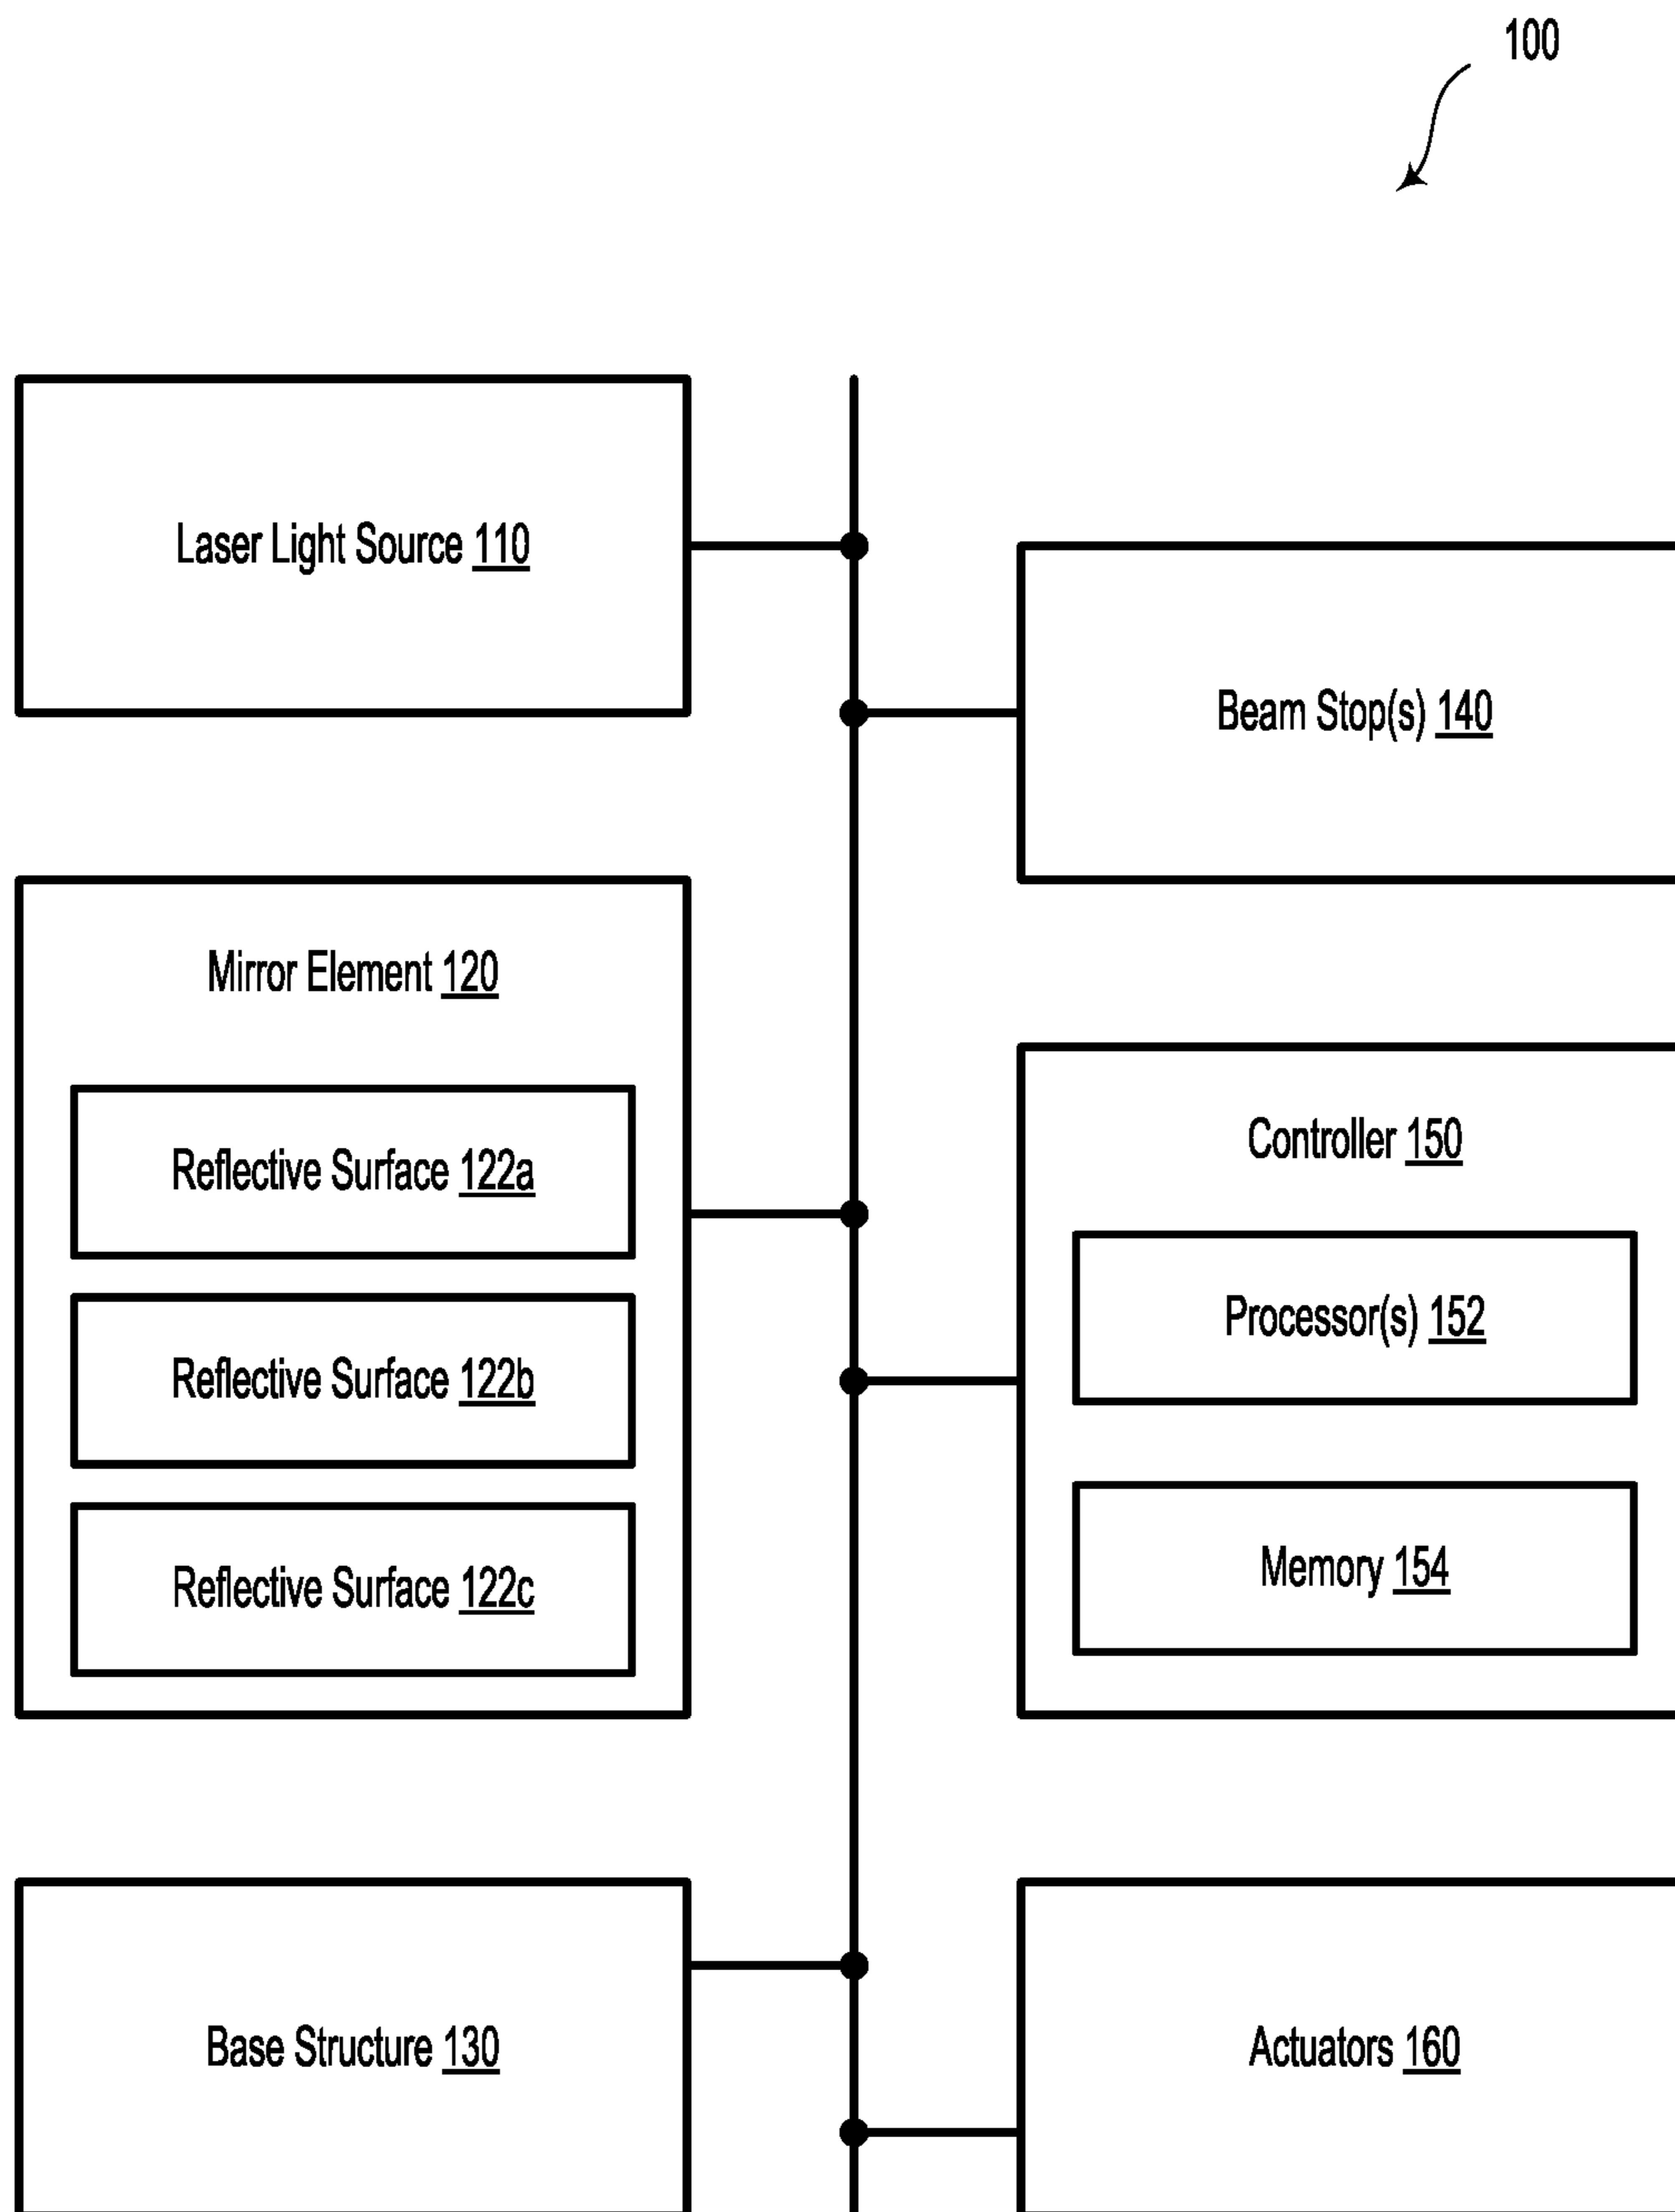 100
Laser Light Source 110
Beam Stop(s) 140
Mirror Element 120
Reflective Surface 122a
Reflective Surface 122b
Reflective Surface 122c
Controller 150
Processor(s) 152
Memory 154
Base Structure 130
Actuators 160